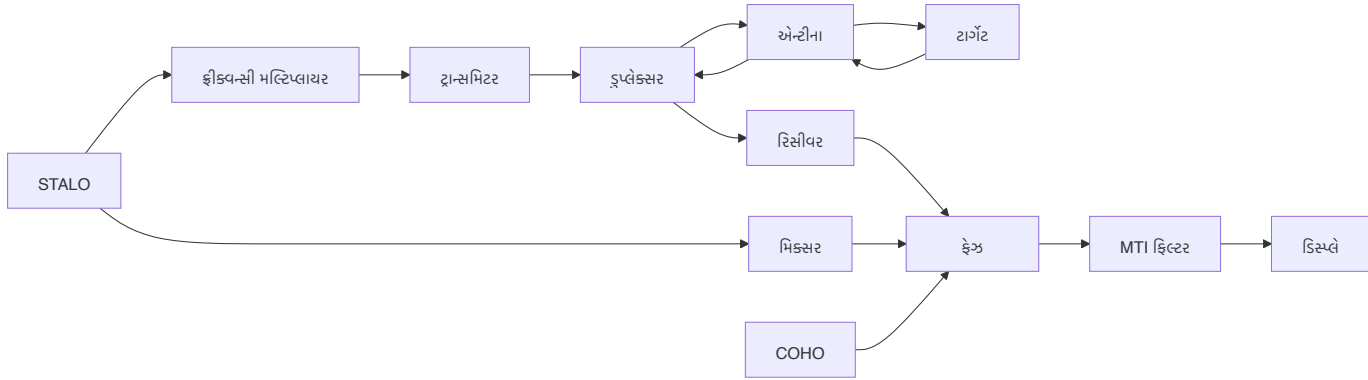 એન્ટીના
ટાર્ગેટ
ફ્રીક્વન્સી મલ્ટિપ્લાયર
ટ્રાન્સમિટર
ડુપ્લેક્સર
રિસીવર
STALO
મિક્સર
ફેઝ
MTI ફિલ્ટર
ડિસ્પ્લે
COHO